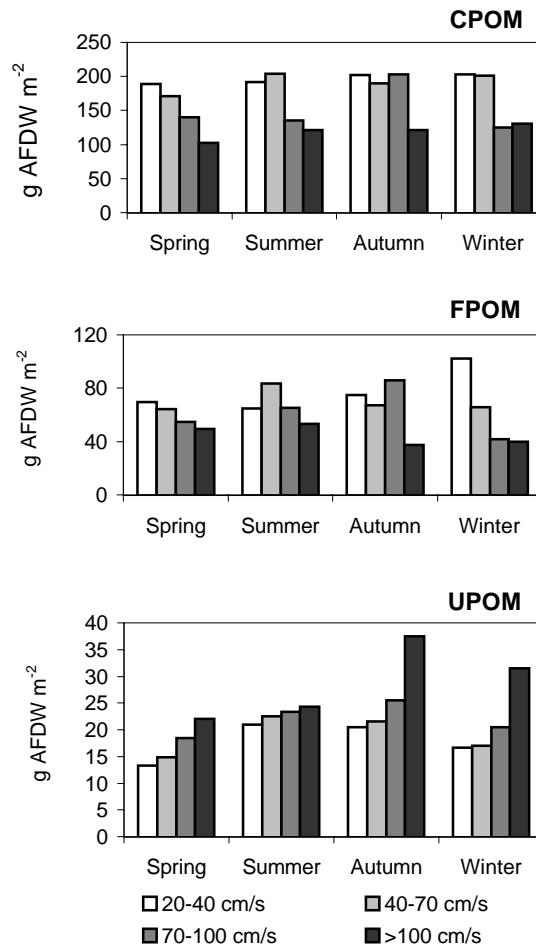 CPOM
g AFDW m⁻²
250
200
150
100
50
0
Spring Summer Autumn Winter
FPOM
g AFDW m⁻²
120
80
40
0
Spring Summer Autumn Winter
UPOM
g AFDW m⁻²
40
35
30
25
20
15
10
5
0
Spring Summer Autumn Winter
20-40 cm/s 40-70 cm/s
70-100 cm/s >100 cm/s